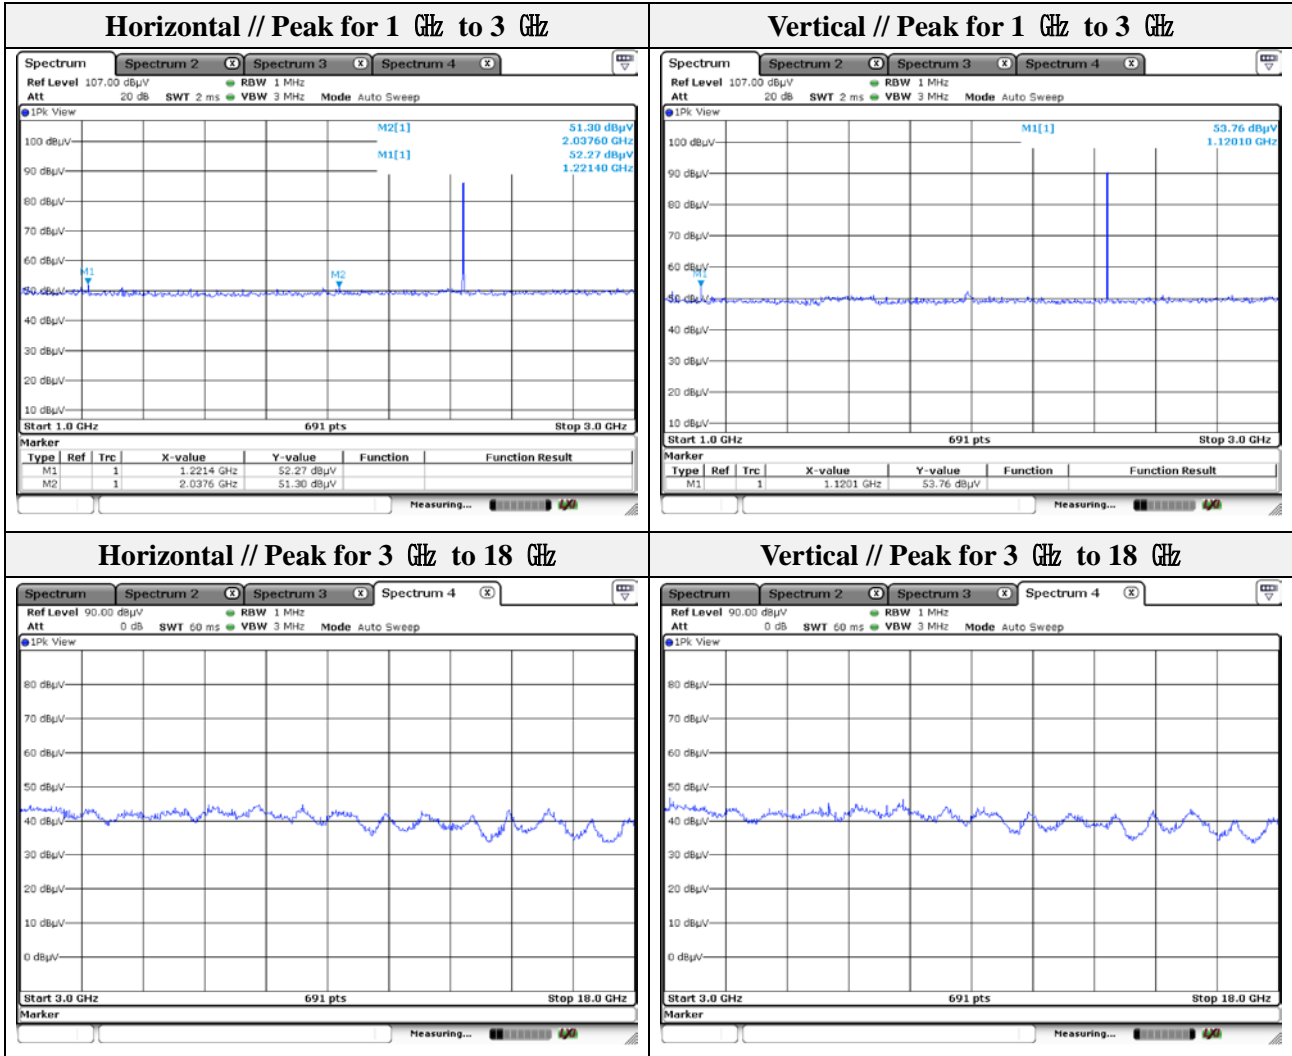 Horizontal // Peak for 1 ㎓ to 3 ㎓
Spectrum Spectrum 2 Spectrum 3 Spectrum 4
Ref Level 107.00 dBµV RBW 1 MHz
Att 20 dB SWT 2 ms VBW 3 MHz Mode Auto Sweep
1Pk View
M2[1] 51.30 dBµV
2.03760 GHz
M1[1] 52.27 dBµV
1.22140 GHz
100 dBµV
90 dBµV
80 dBµV
70 dBµV
60 dBµV
M1
M2
50 dBµV
40 dBµV
30 dBµV
20 dBµV
10 dBµV
Start 1.0 GHz 691 pts Stop 3.0 GHz
Marker
Type Ref Trc X-value Y-value Function Function Result
M1 1 1.2214 GHz 52.27 dBµV
M2 1 2.0376 GHz 51.30 dBµV
Measuring...
Vertical // Peak for 1 ㎓ to 3 ㎓
Spectrum Spectrum 2 Spectrum 3 Spectrum 4
Ref Level 107.00 dBµV RBW 1 MHz
Att 20 dB SWT 2 ms VBW 3 MHz Mode Auto Sweep
1Pk View
M1[1] 53.76 dBµV
1.12010 GHz
100 dBµV
90 dBµV
80 dBµV
70 dBµV
60 dBµV
M1
50 dBµV
40 dBµV
30 dBµV
20 dBµV
10 dBµV
Start 1.0 GHz 691 pts Stop 3.0 GHz
Marker
Type Ref Trc X-value Y-value Function Function Result
M1 1 1.1201 GHz 53.76 dBµV
Measuring...
Horizontal // Peak for 3 ㎓ to 18 ㎓
Spectrum Spectrum 2 Spectrum 3 Spectrum 4
Ref Level 90.00 dBµV RBW 1 MHz
Att 0 dB SWT 60 ms VBW 3 MHz Mode Auto Sweep
1Pk View
80 dBµV
70 dBµV
60 dBµV
50 dBµV
40 dBµV
30 dBµV
20 dBµV
10 dBµV
0 dBµV
Start 3.0 GHz 691 pts Stop 18.0 GHz
Marker
Measuring...
Vertical // Peak for 3 ㎓ to 18 ㎓
Spectrum Spectrum 2 Spectrum 3 Spectrum 4
Ref Level 90.00 dBµV RBW 1 MHz
Att 0 dB SWT 60 ms VBW 3 MHz Mode Auto Sweep
1Pk View
80 dBµV
70 dBµV
60 dBµV
50 dBµV
40 dBµV
30 dBµV
20 dBµV
10 dBµV
0 dBµV
Start 3.0 GHz 691 pts Stop 18.0 GHz
Marker
Measuring...